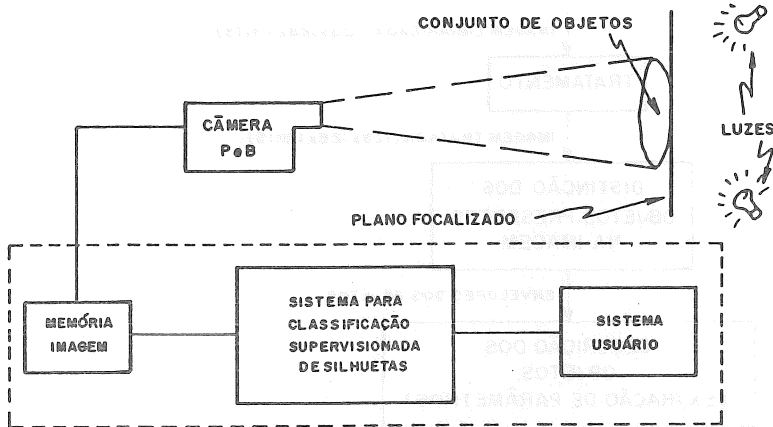 CONJUNTO DE OBJETOS
LUZES
CÂMERA
PeB
PLANO FOCALIZADO
MEMÓRIA
IMAGEM
SISTEMA PARA
CLASSIFICAÇÃO
SUPERVISIONADA
DE SILHUETAS
SISTEMA
USUÁRIO